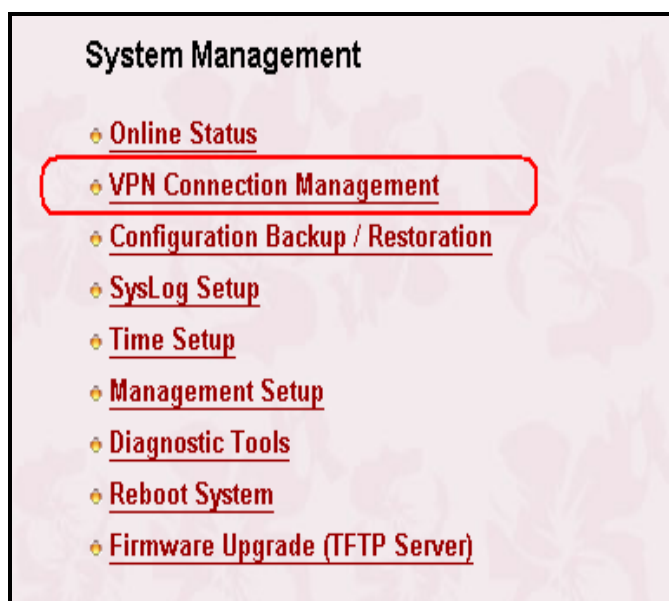 System Management
Online Status
VPN Connection Management
Configuration Backup / Restoration
SysLog Setup
Time Setup
Management Setup
Diagnostic Tools
Reboot System
Firmware Upgrade (TFTP Server)